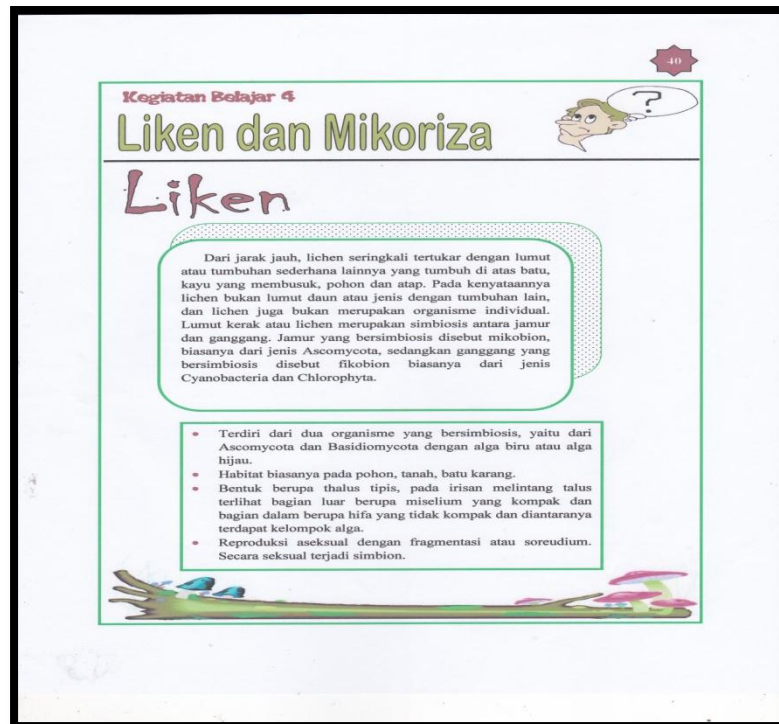 40
Kegiatan Belajar 4
?
Liken dan Mikoriza
Liken
Dari jarak jauh, lichen seringkali tertukar dengan lumut
atau tumbuhan sederhana lainnya yang tumbuh di atas batu,
kayu yang membusuk, pohon dan atap. Pada kenyataannya
lichen bukan lumut daun atau jenis dengan tumbuhan lain,
dan lichen juga bukan merupakan organisme individual.
Lumut kerak atau lichen merupakan simbiosis antara jamur
dan ganggang. Jamur yang bersimbiosis disebut mikobion,
biasanya dari jenis Ascomycota, sedangkan ganggang yang
bersimbiosis disebut fikobion biasanya dari jenis
Cyanobacteria dan Chlorophyta.
• Terdiri dari dua organisme yang bersimbiosis, yaitu dari
Ascomycota dan Basidiomycota dengan alga biru atau alga
hijau.
• Habitat biasanya pada pohon, tanah, batu karang.
• Bentuk berupa thalus tipis, pada irisan melintang talus
terlihat bagian luar berupa miselium yang kompak dan
bagian dalam berupa hifa yang tidak kompak dan diantaranya
terdapat kelompok alga.
• Reproduksi aseksual dengan fragmentasi atau soreudium.
Secara seksual terjadi simbion.